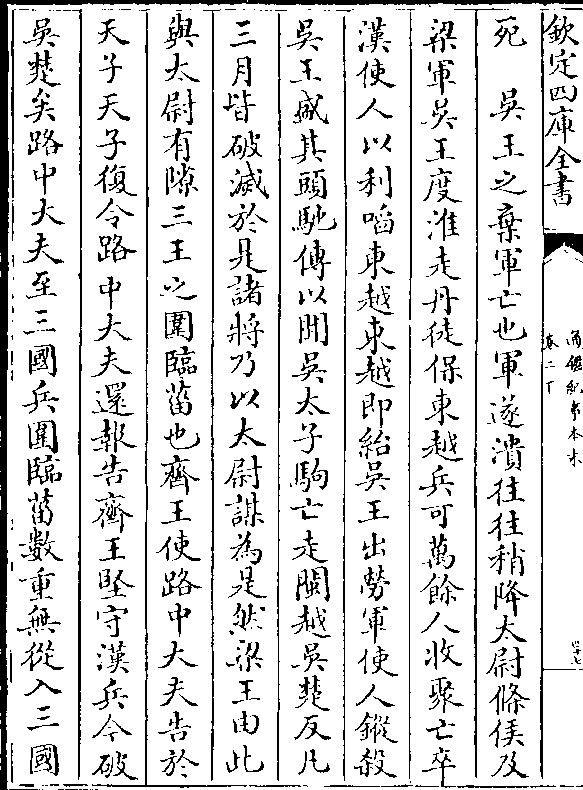 欽定四庫全書
通鑑紀事本末
卷二下
四十七
死　吳王之棄軍亡也軍遂潰往往稍降太尉條侯及
梁軍吳王度淮走丹徒保東越兵可萬餘人收聚亡卒
漢使人以利啗東越東越即紿吳王出勞軍使人鏦殺
吳王盛其頭馳傳以聞吳太子駒亡走閩越吳楚反凡
三月皆破滅於是諸將乃以太尉謀為是然梁王由此
與太尉有隙三王之圍臨菑也齊王使路中大夫告於
天子天子復令路中大夫還報告齊王堅守漢兵今破
吳楚矣路中大夫至三國兵圍臨菑數重無從入三國